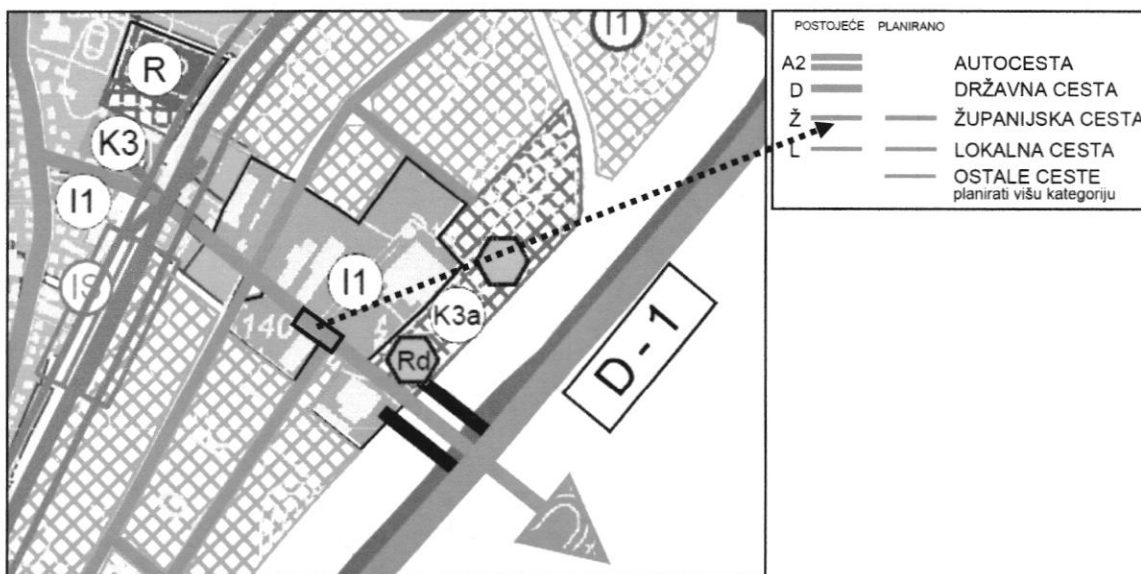 I1
R
K3
I1
IS
I1
140
K3a
Rd
D - 1
POSTOJEĆE PLANIRANO
A2 AUTOCESTA
D DRŽAVNA CESTA
Ž ŽUPANIJSKA CESTA
L LOKALNA CESTA
OSTALE CESTE
planirati višu kategoriju